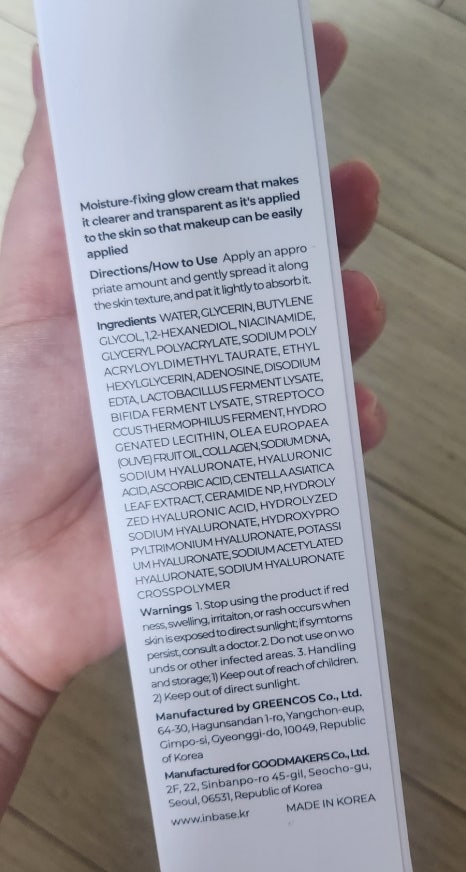 Moisture-fixing glow cream that makes
it clearer and transparent as it's applied
to the skin so that makeup can be easily
applied
Directions/How to Use Apply an appro
priate amount and gently spread it along
the skin texture, and pat it lightly to absorb it.
Ingredients WATER, GLYCERIN, BUTYLENE
GLYCOL, 1,2-HEXANEDIOL, NIACINAMIDE,
GLYCERYL POLYACRYLATE, SODIUM POLY
ACRYLOYLDIMETHYL TAURATE, ETHYL
HEXYLGLYCERIN, ADENOSINE, DISODIUM
EDTA, LACTOBACILLUS FERMENT LYSATE,
BIFIDA FERMENT LYSATE, STREPTOCO
CCUS THERMOPHILUS FERMENT, HYDRO
GENATED LECITHIN, OLEA EUROPAEA
(OLIVE) FRUIT OIL, COLLAGEN, SODIUM DNA,
SODIUM HYALURONATE, HYALURONIC
ACID, ASCORBIC ACID, CENTELLA ASIATICA
LEAF EXTRACT, CERAMIDE NP, HYDROLY
ZED HYALURONIC ACID, HYDROLYZED
SODIUM HYALURONATE, HYDROXYPRO
PYLTRIMONIUM HYALURONATE, POTASSI
UM HYALURONATE, SODIUM ACETYLATED
HYALURONATE, SODIUM HYALURONATE
CROSSPOLYMER
Warnings 1. Stop using the product if red
ness, swelling, irritaiton, or rash occurs when
skin is exposed to direct sunlight; if symtoms
persist, consult a doctor. 2. Do not use on wo
unds or other infected areas. 3. Handling
and storage; 1) Keep out of reach of children.
2) Keep out of direct sunlight.
Manufactured by GREENCOS Co., Ltd.
64-30, Hagunsandan 1-ro, Yangchon-eup,
Gimpo-si, Gyeonggi-do, 10049, Republic
of Korea
Manufactured for GOODMAKERS Co., Ltd.
2F, 22, Sinbanpo-ro 45-gil, Seocho-gu,
Seoul, 06531, Republic of Korea
www.inbase.kr MADE IN KOREA